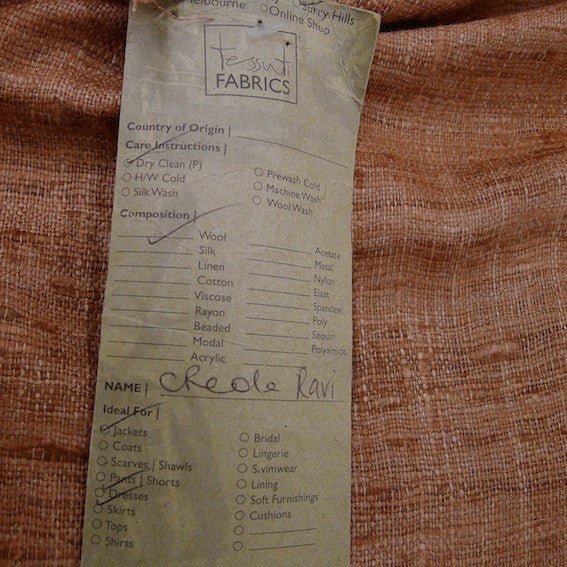 Melbourne Surry Hills
Online Shop
Tessuti
FABRICS
Country of Origin |
Care Instructions |
Dry Clean (P)
H/W Cold
Silk Wash
Prewash Cold
Machine Wash
Wool Wash
Composition |
Wool
Silk
Linen
Cotton
Viscose
Rayon
Beaded
Modal
Acrylic
Acetate
Metal
Nylon
Elast
Spandex
Poly
Sequin
Polyamide
NAME | Ravi
Ideal For |
Jackets
Coats
Scarves | Shawls
Pants | Shorts
Dresses
Skirts
Tops
Shirts
Bridal
Lingerie
Swimwear
Lining
Soft Furnishings
Cushions